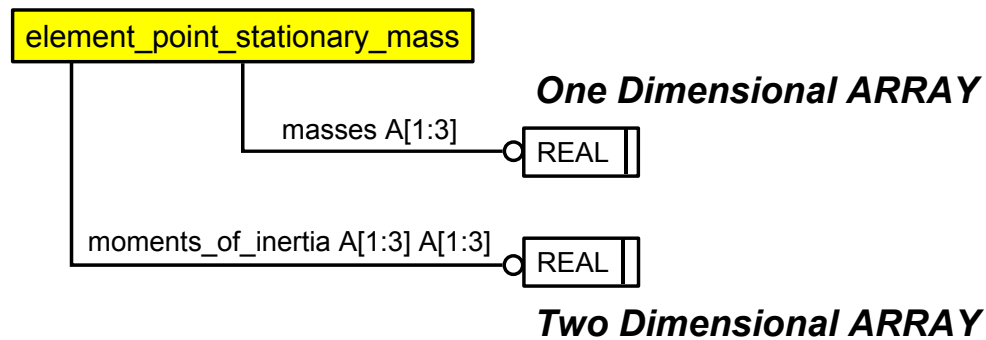 element_point_stationary_mass
One Dimensional ARRAY
masses A[1:3]
REAL
moments_of_inertia A[1:3] A[1:3]
REAL
Two Dimensional ARRAY